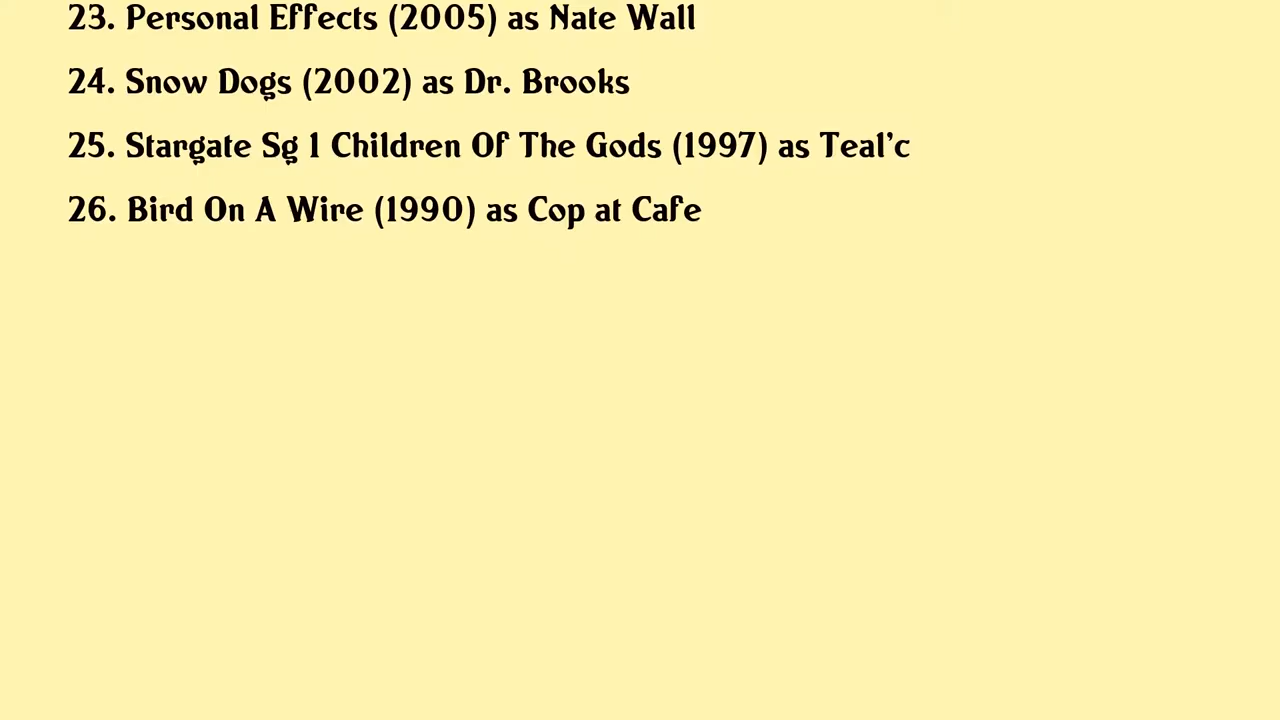 23. Personal Effects (2005) as Nate Wall
24. Snow Dogs (2002) as Dr. Brooks
25. Stargate Sg 1 Children Of The Gods (1997) as Teal’c
26. Bird On A Wire (1990) as Cop at Cafe